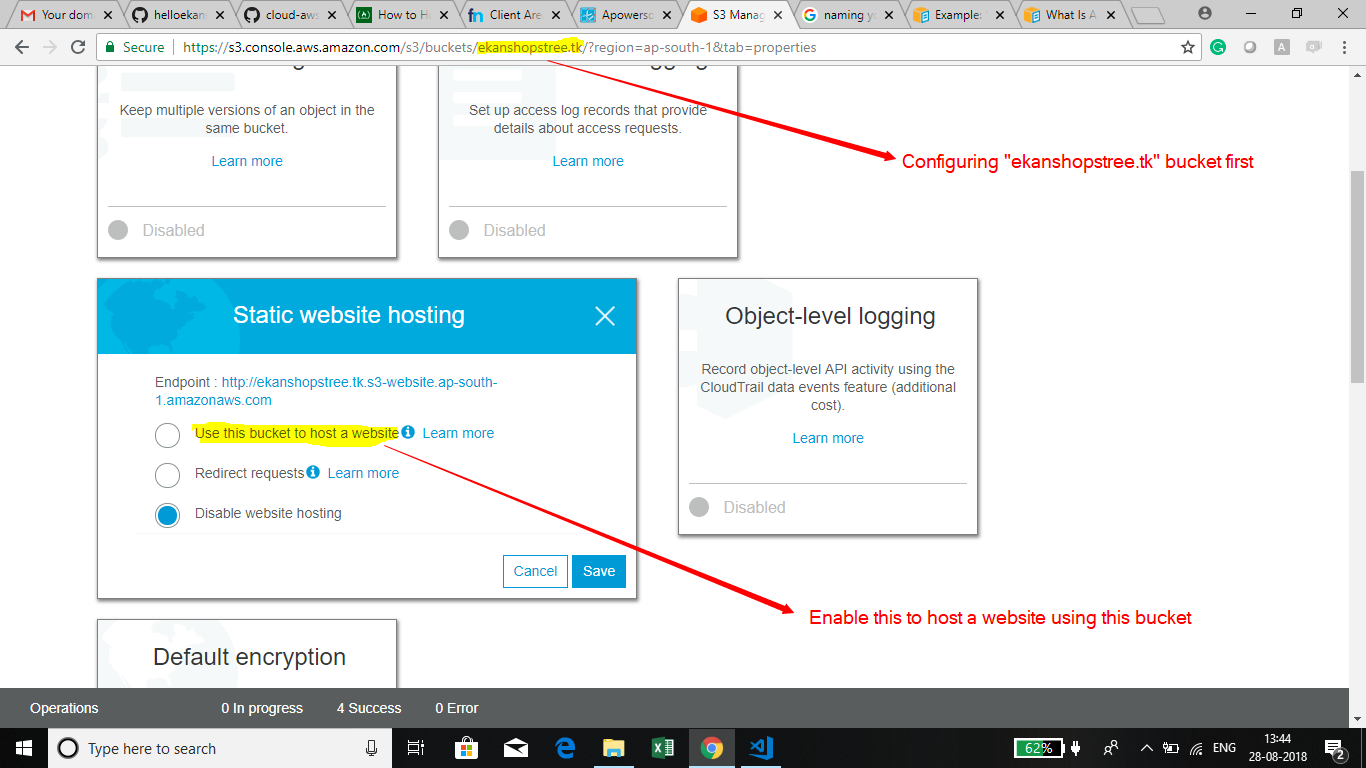 Your dom
helloekan
cloud-aws
How to H
Client Are
Apowerso
S3 Manag
naming yo
Example:
What Is A
Secure https://s3.console.aws.amazon.com/s3/buckets/ekanshopstree.tk/?region=ap-south-1&tab=properties
Keep multiple versions of an object in the
same bucket.
Learn more
Disabled
Set up access log records that provide
details about access requests.
Learn more
Disabled
Configuring "ekanshopstree.tk" bucket first
Static website hosting
Endpoint : http://ekanshopstree.tk.s3-website.ap-south-
1.amazonaws.com
Use this bucket to host a website Learn more
Redirect requests Learn more
Disable website hosting
Cancel Save
Object-level logging
Record object-level API activity using the
CloudTrail data events feature (additional
cost).
Learn more
Disabled
Enable this to host a website using this bucket
Default encryption
Operations 0 In progress 4 Success 0 Error
Type here to search
62%
ENG
13:44
28-08-2018
2